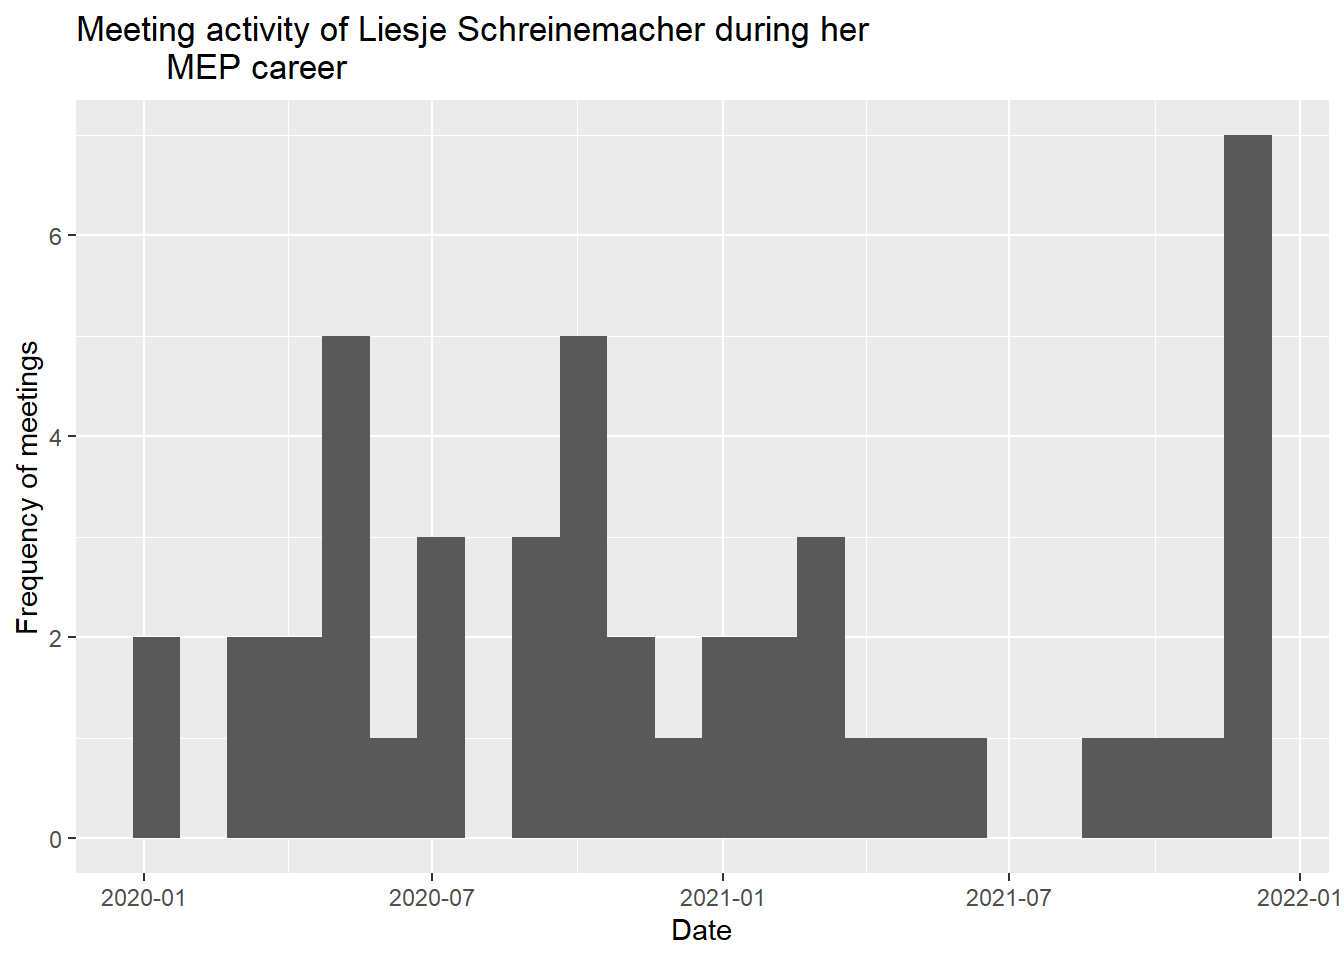 Meeting activity of Liesje Schreinemacher during her
MEP career
Frequency of meetings
6
4
2
0
2020-01
2020-07
2021-01
2021-07
2022-01
Date